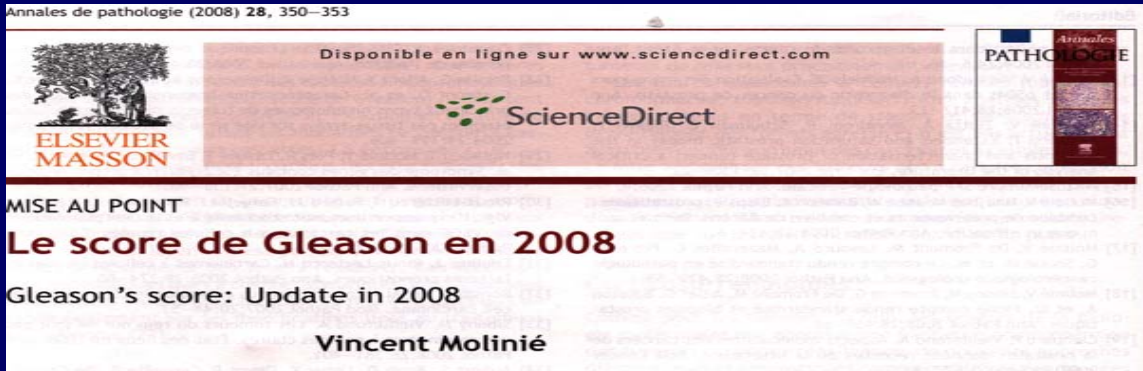 Annales de pathologie (2008) 28, 350—353
Disponible en ligne sur www.sciencedirect.com
ScienceDirect
ELSEVIER
MASSON
Annales
PATHOLOGIE
MISE AU POINT
Le score de Gleason en 2008
Gleason's score: Update in 2008
Vincent Molinié